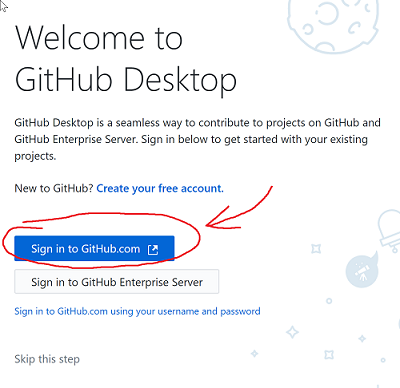 Welcome to
GitHub Desktop
GitHub Desktop is a seamless way to contribute to projects on GitHub and
GitHub Enterprise Server. Sign in below to get started with your existing
projects.
New to GitHub? Create your free account.
Sign in to GitHub.com
Sign in to GitHub Enterprise Server
Sign in to GitHub.com using your username and password
Skip this step